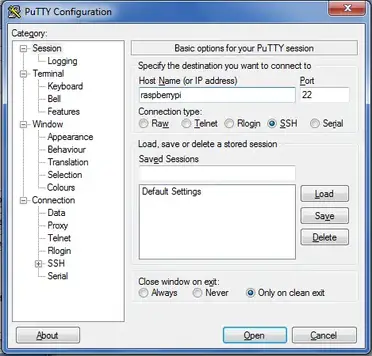 PuTTY Configuration
Category:
Session
Logging
Terminal
Keyboard
Bell
Features
Window
Appearance
Behaviour
Translation
Selection
Colours
Connection
Data
Proxy
Telnet
Rlogin
SSH
Serial
Basic options for your PuTTY session
Specify the destination you want to connect to
Host Name (or IP address) Port
raspberrypi 22
Connection type:
Raw Telnet Rlogin SSH Serial
Load, save or delete a stored session
Saved Sessions
Default Settings
Load
Save
Delete
Close window on exit:
Always Never Only on clean exit
About Open Cancel